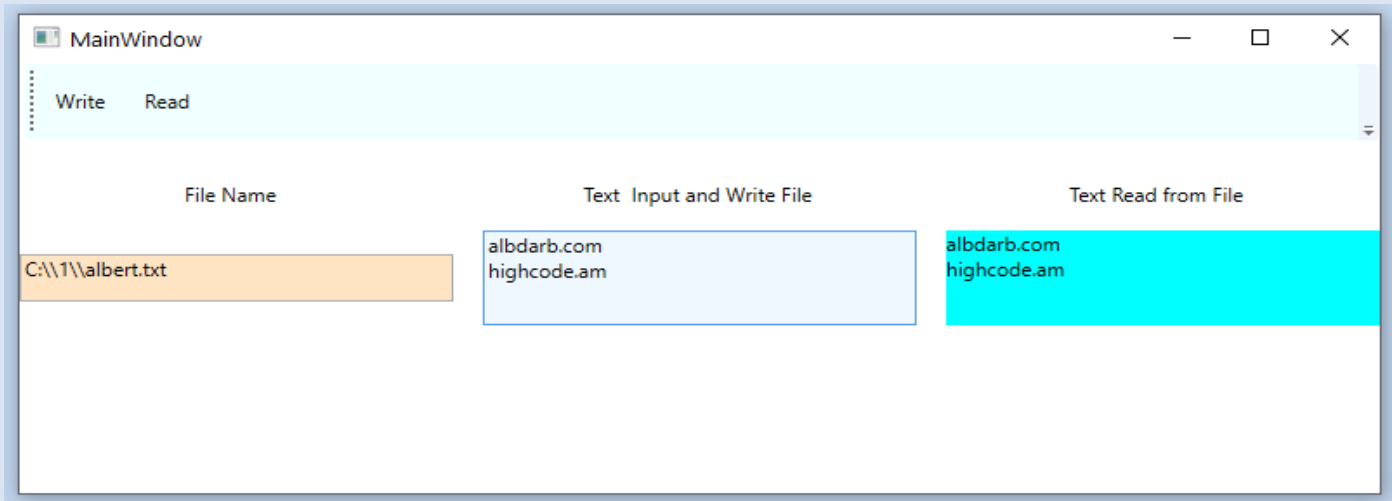 MainWindow
Write Read
File Name Text Input and Write File Text Read from File
C:\\1\\albert.txt
albdarb.com
highcode.am
albdarb.com
highcode.am